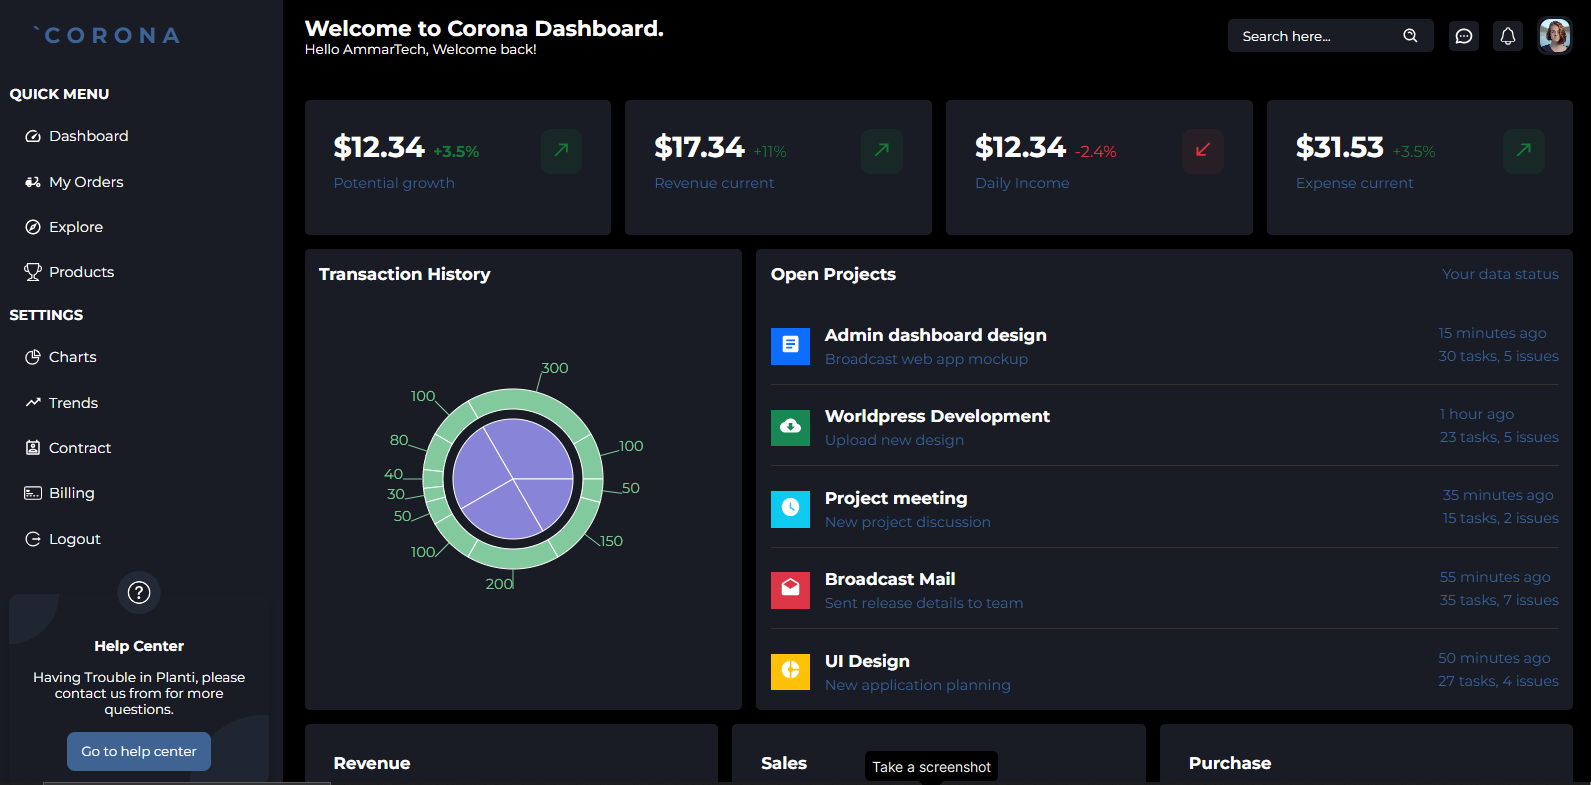 `CORONA
QUICK MENU
Dashboard
My Orders
Explore
Products
SETTINGS
Charts
Trends
Contract
Billing
Logout
?
Help Center
Having Trouble in Planti, please
contact us from for more
questions.
Go to help center
Welcome to Corona Dashboard.
Hello AmmarTech, Welcome back!
Search here...
$12.34 +3.5%
Potential growth
$17.34 +11%
Revenue current
$12.34 -2.4%
Daily Income
$31.53 +3.5%
Expense current
Transaction History
300
100
100
80
40
50
30
50
150
100
200
Open Projects
Your data status
Admin dashboard design
Broadcast web app mockup
15 minutes ago
30 tasks, 5 issues
Worldpress Development
Upload new design
1 hour ago
23 tasks, 5 issues
Project meeting
New project discussion
35 minutes ago
15 tasks, 2 issues
Broadcast Mail
Sent release details to team
55 minutes ago
35 tasks, 7 issues
UI Design
New application planning
50 minutes ago
27 tasks, 4 issues
Revenue
Sales
Take a screenshot
Purchase